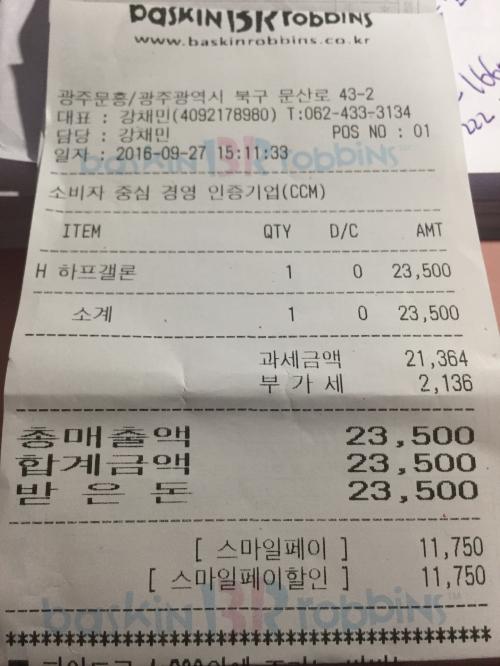 baskin BR robbins
www.baskinrobbins.co.kr
광주문흥/광주광역시 북구 문산로 43-2
대표 : 강채민(4092178980) T:062-433-3134
담당 : 강채민 POS NO : 01
일자 : 2016-09-27 15:11:33
소비자 중심 경영 인증기업(CCM)
ITEM QTY D/C AMT
H 하프갤론 1 0 23,500
소계 1 0 23,500
과세금액 21,364
부 가 세 2,136
총매출액 23,500
합계금액 23,500
받 은 돈 23,500
[ 스마일페이 ] 11,750
[ 스마일페이할인 ] 11,750
baskin BR robbins